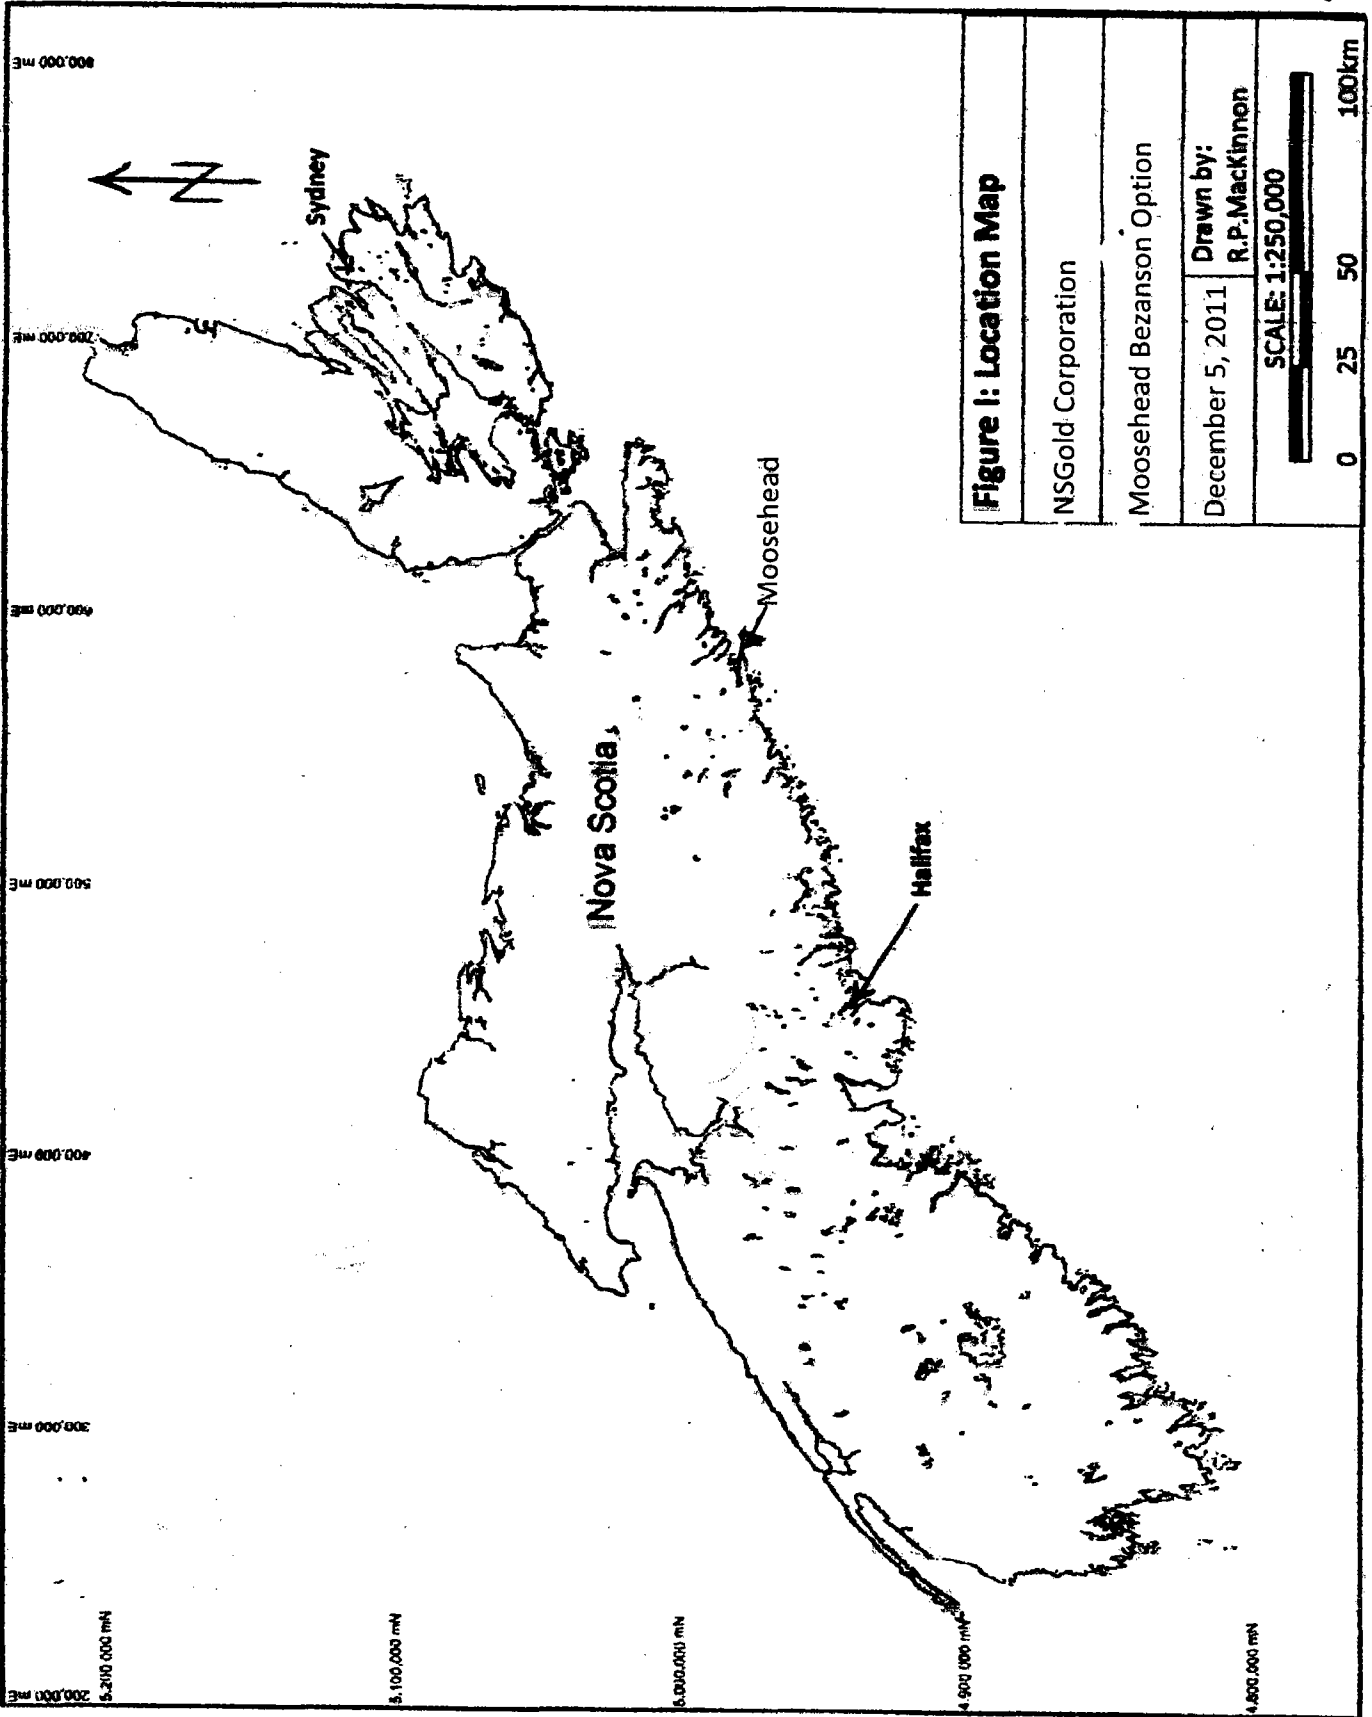 200,000 mE
300,000 mE
400,000 mE
500,000 mE
600,000 mE
700,000 mE
800,000 mE
5,200 000 mN
5,100,000 mN
5,000,000 mN
4,900 000 mN
4,800,000 mN
N
Sydney
Nova Scotia
Moosehead
Halifax
Figure I: Location Map
NSGold Corporation
Moosehead Bezanson Option
December 5, 2011
Drawn by:
R.P.MacKinnon
SCALE: 1:250,000
0 25 50 100km